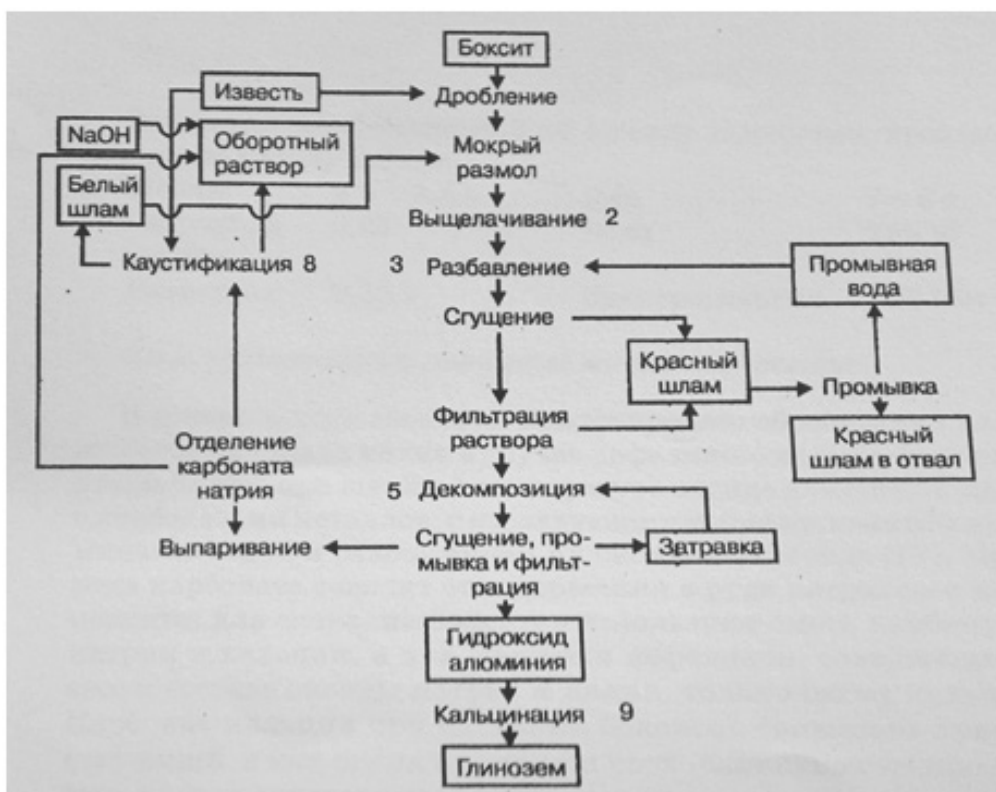 Боксит
Известь
Дробление
NaOH
Оборотный
раствор
Мокрый
размол
Белый
шлам
Выщелачивание 2
Каустификация 8
3 Разбавление
Промывная
вода
Сгущение
Красный
шлам
Промывка
Фильтрация
раствора
Красный
шлам в отвал
Отделение
карбоната
натрия
5 Декомпозиция
Выпаривание
Сгущение, про-
мывка и фильт-
рация
Затравка
Гидроксид
алюминия
Кальцинация 9
Глинозем